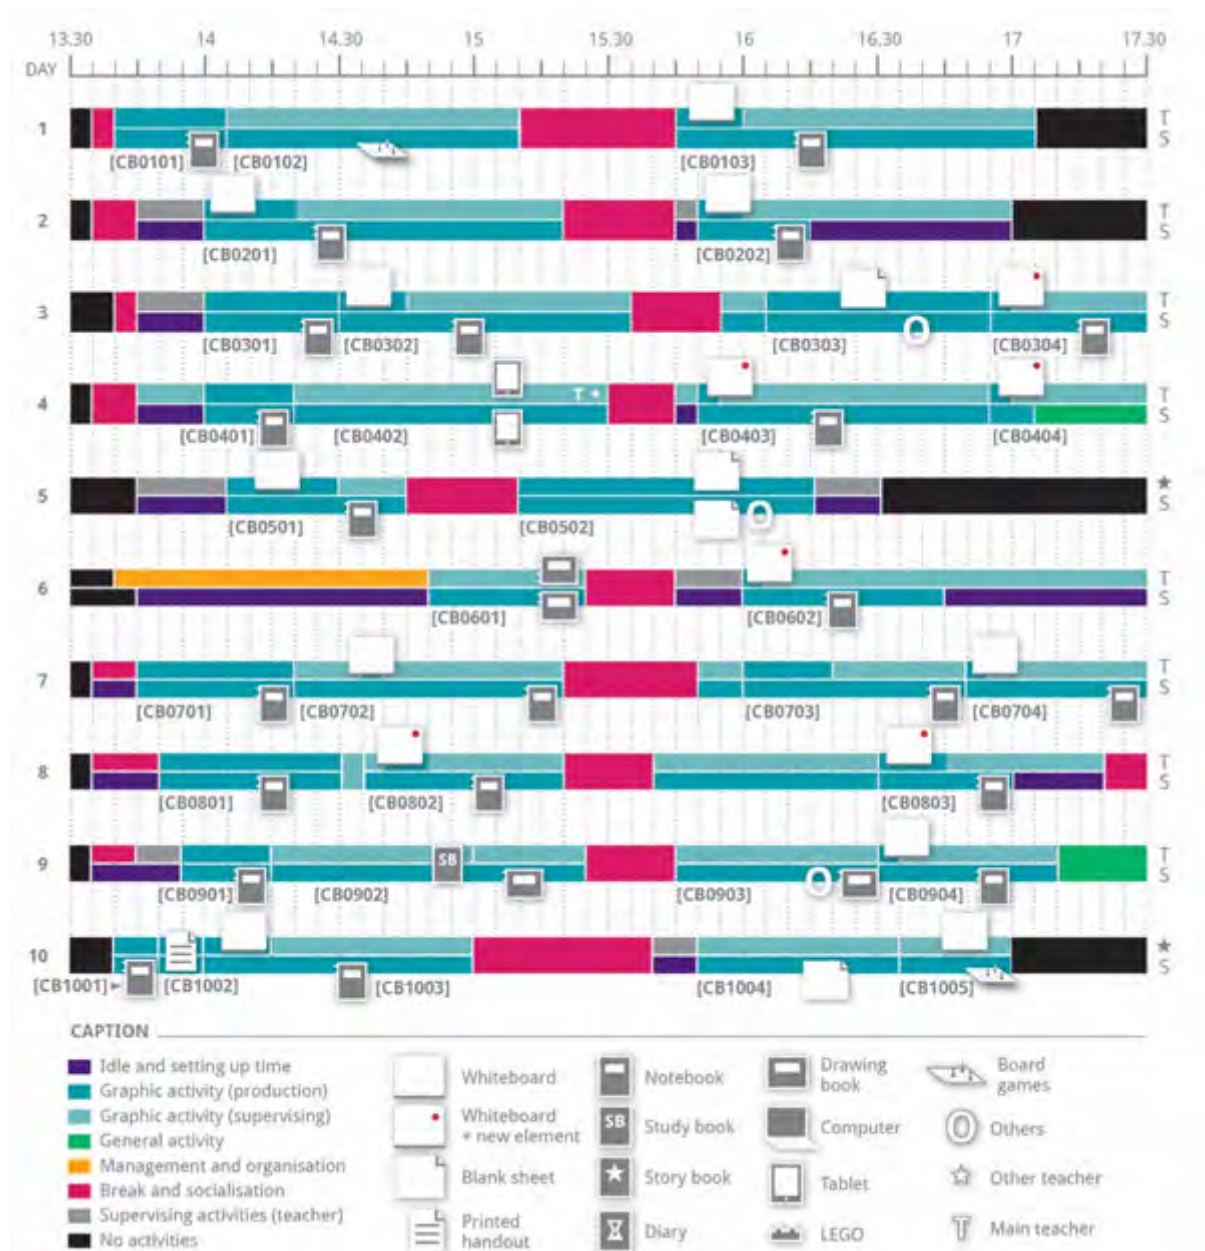 13.30 14 14.30 15 15.30 16 16.30 17 17.30
DAY
1 T
S
[CB0101] [CB0102] [CB0103]
2 T
S
[CB0201] [CB0202]
3 T
S
[CB0301] [CB0302] [CB0303] [CB0304]
4 T T
S
[CB0401] [CB0402] [CB0403] [CB0404]
5 S
[CB0501] [CB0502]
6 T
S
[CB0601] [CB0602]
7 T
S
[CB0701] [CB0702] [CB0703] [CB0704]
8 T
S
[CB0801] [CB0802] [CB0803]
9 SB T
S
[CB0901] [CB0902] [CB0903] [CB0904]
10 S
[CB1001] [CB1002] [CB1003] [CB1004] [CB1005]
CAPTION
Idle and setting up time
Graphic activity (production)
Graphic activity (supervising)
General activity
Management and organisation
Break and socialisation
Supervising activities (teacher)
No activities
Whiteboard
Whiteboard
+ new element
Blank sheet
Printed
handout
Notebook
SB Study book
Story book
Diary
Drawing
book
Computer
Tablet
LEGO
Board
games
O Others
Other teacher
T Main teacher